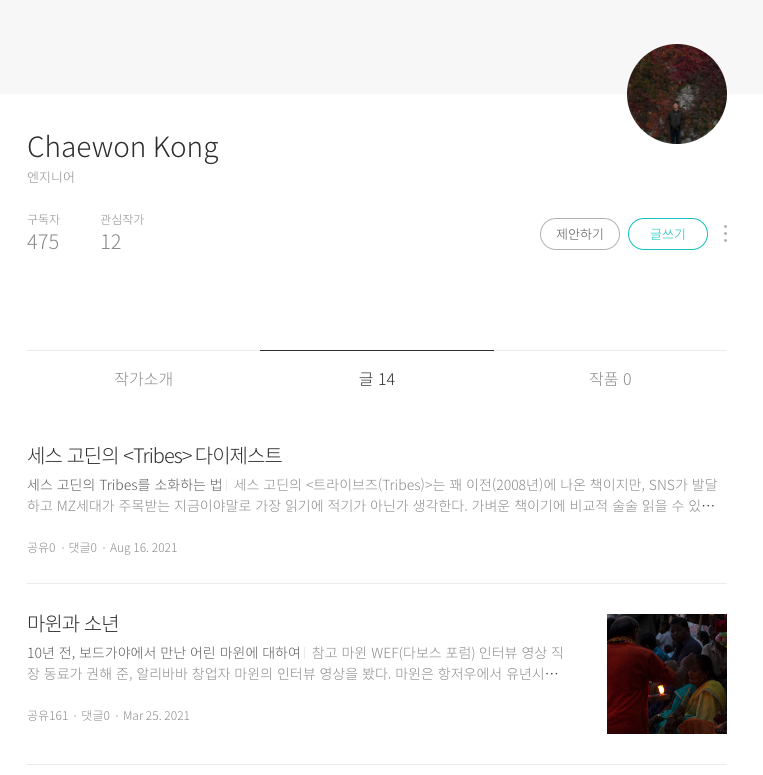 Chaewon Kong
엔지니어
구독자 관심작가
475 12
제안하기 글쓰기
작가소개 글 14 작품 0
세스 고딘의 <Tribes> 다이제스트
세스 고딘의 Tribes를 소화하는 법 | 세스 고딘의 <트라이브즈(Tribes)>는 꽤 이전(2008년)에 나온 책이지만, SNS가 발달
하고 MZ세대가 주목받는 지금이야말로 가장 읽기에 적기가 아닌가 생각한다. 가벼운 책이기에 비교적 술술 읽을 수 있…
공유0 · 댓글0 · Aug 16. 2021
마윈과 소년
10년 전, 보드가야에서 만난 어린 마윈에 대하여 | 참고 마윈 WEF(다보스 포럼) 인터뷰 영상 직
장 동료가 권해 준, 알리바바 창업자 마윈의 인터뷰 영상을 봤다. 마윈은 항저우에서 유년시…
공유161 · 댓글0 · Mar 25. 2021